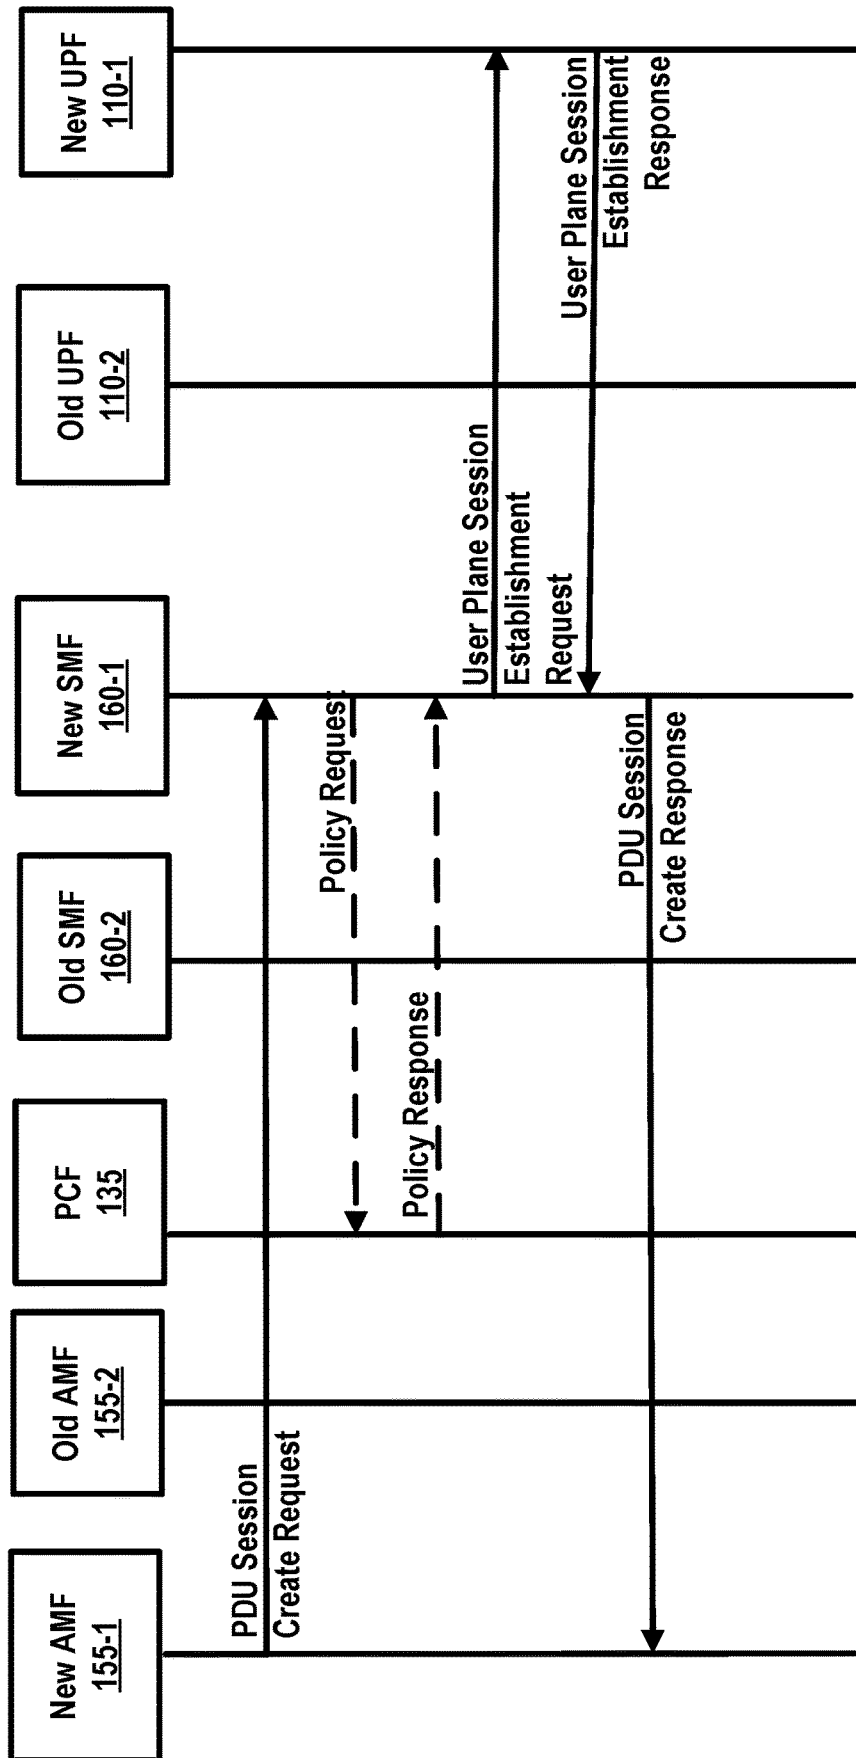 New AMF
155-1
Old AMF
155-2
PCF
135
Old SMF
160-2
New SMF
160-1
Old UPF
110-2
New UPF
110-1
PDU Session
Create Request
Policy Request
Policy Response
User Plane Session
Establishment
Request
User Plane Session
Establishment
Response
PDU Session
Create Response